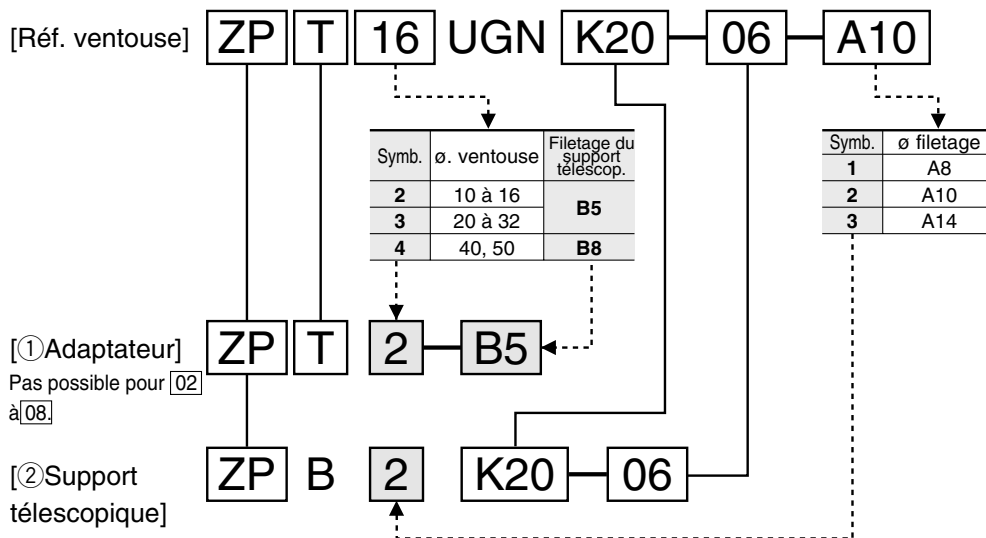 [Réf. ventouse] ZP T 16 UGN K20 — 06 — A10
Symb. ø. ventouse Filetage du support télescop.
2 10 à 16 B5
3 20 à 32
4 40, 50 B8
Symb. ø filetage
1 A8
2 A10
3 A14
[①Adaptateur] ZP T 2 — B5
Pas possible pour 02
à 08.
[②Support ZP B 2 K20 — 06
télescopique]